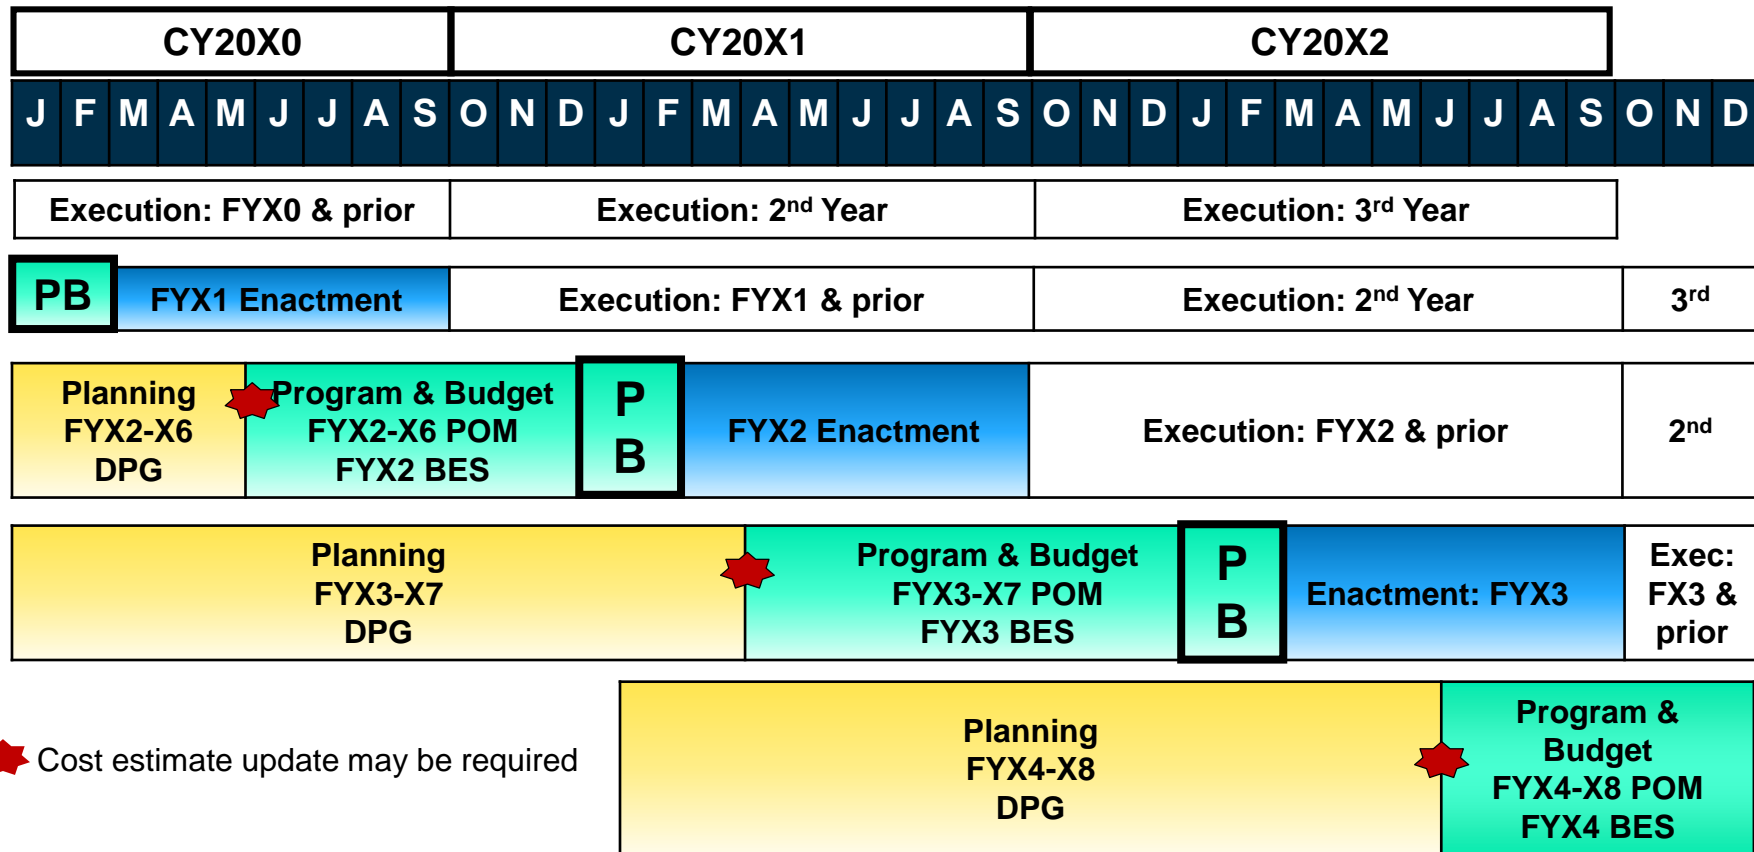 CY20X0 CY20X1 CY20X2
J F M A M J J A S O N D J F M A M J J A S O N D J F M A M J J A S O N D
Execution: FYX0 & prior Execution: 2nd Year Execution: 3rd Year
PB FYX1 Enactment Execution: FYX1 & prior Execution: 2nd Year 3rd
Planning
FYX2-X6
DPG
Program & Budget
FYX2-X6 POM
FYX2 BES
P
B
FYX2 Enactment
Execution: FYX2 & prior
2nd
Planning
FYX3-X7
DPG
Program & Budget
FYX3-X7 POM
FYX3 BES
P
B
Enactment: FYX3
Exec:
FX3 &
prior
Cost estimate update may be required
Planning
FYX4-X8
DPG
Program &
Budget
FYX4-X8 POM
FYX4 BES